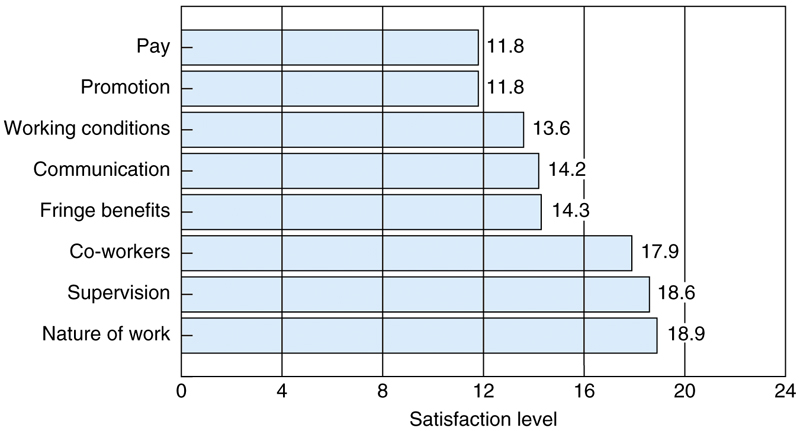 Pay 11.8
Promotion 11.8
Working conditions 13.6
Communication 14.2
Fringe benefits 14.3
Co-workers 17.9
Supervision 18.6
Nature of work 18.9
0 4 8 12 16 20 24
Satisfaction level